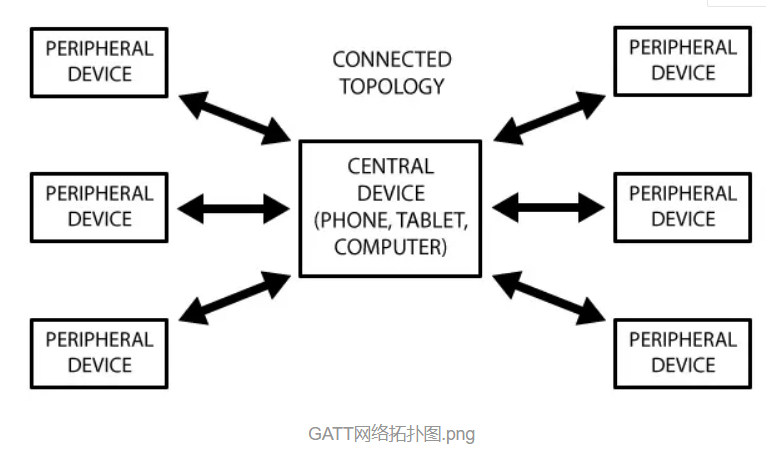 PERIPHERAL
DEVICE
CONNECTED
TOPOLOGY
PERIPHERAL
DEVICE
PERIPHERAL
DEVICE
CENTRAL
DEVICE
(PHONE, TABLET,
COMPUTER)
PERIPHERAL
DEVICE
PERIPHERAL
DEVICE
PERIPHERAL
DEVICE
GATT网络拓扑图.png